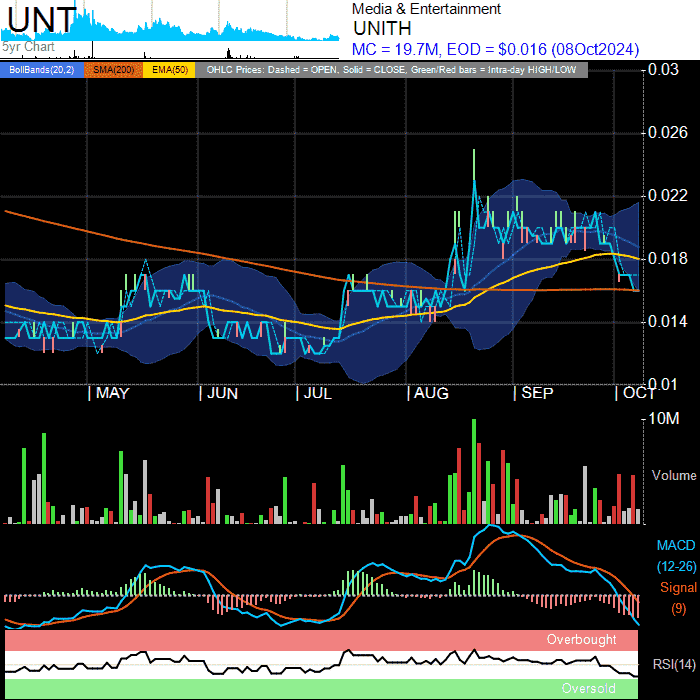 UNT
5yr Chart
Media & Entertainment
UNITH
MC = 19.7M, EOD = $0.016 (08Oct2024)
BollBands(20,2) SMA(200) EMA(50) OHLC Prices: Dashed = OPEN, Solid = CLOSE, Green/Red bars = Intra-day HIGH/LOW
0.03
0.026
0.022
0.018
0.014
0.01
MAY JUN JUL AUG SEP OCT
10M
Volume
MACD
(12-26)
Signal
(9)
Overbought
RSI(14)
Oversold